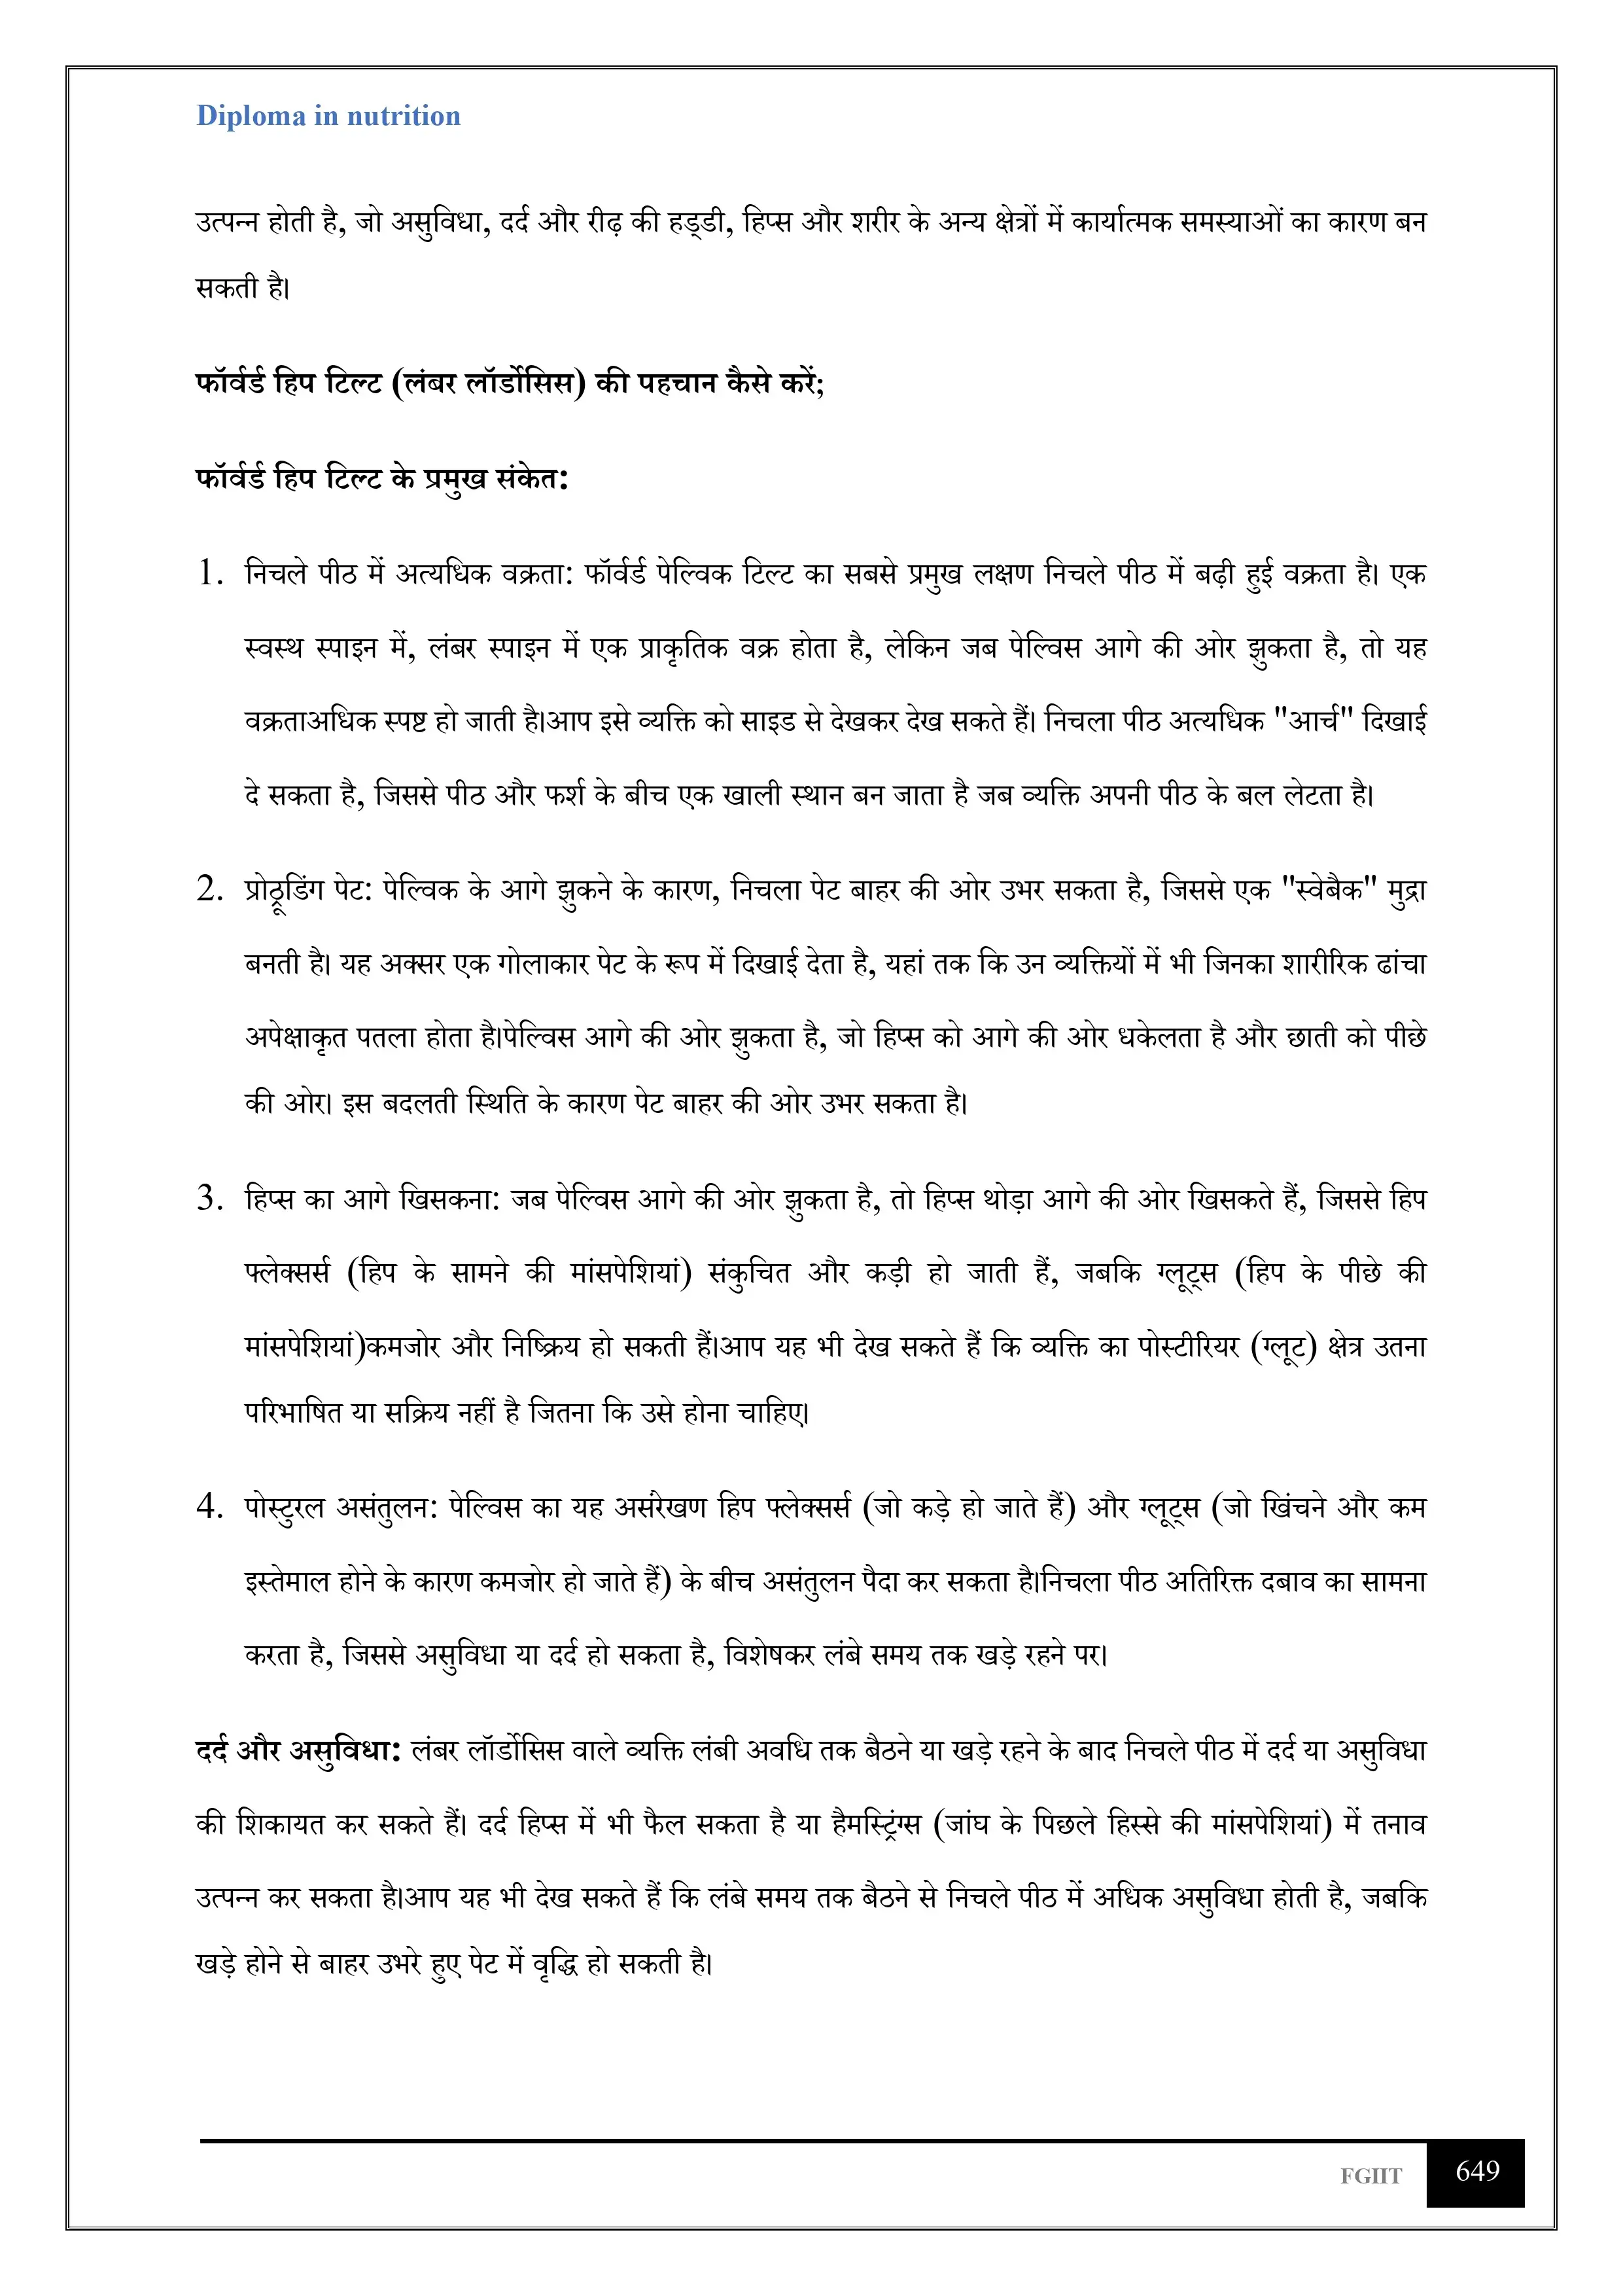 Diploma in nutrition
उत्पन्न होती है, जो असुविधा, दर्द और रीढ़ की हड्डी, हिप्स और शरीर के अन्य क्षेत्रों में कार्यात्मक समस्याओं का कारण बन
सकती है।
फॉर्वर्ड हिप टिल्ट (लंबर लॉर्डोसिस) की पहचान कैसे करें;
फॉर्वर्ड हिप टिल्ट के प्रमुख संकेत:
1. निचले पीठ में अत्यधिक वक्रता: फॉर्वर्ड पेल्विक टिल्ट का सबसे प्रमुख लक्षण निचले पीठ में बढ़ी हुई वक्रता है। एक
स्वस्थ स्पाइन में, लंबर स्पाइन में एक प्राकृतिक वक्र होता है, लेकिन जब पेल्विस आगे की ओर झुकता है, तो यह
वक्रताअधिक स्पष्ट हो जाती है।आप इसे व्यक्ति को साइड से देखकर देख सकते हैं। निचला पीठ अत्यधिक "आर्च" दिखाई
दे सकता है, जिससे पीठ और फर्श के बीच एक खाली स्थान बन जाता है जब व्यक्ति अपनी पीठ के बल लेटता है।
2. प्रोठ्रूडिंग पेट: पेल्विक के आगे झुकने के कारण, निचला पेट बाहर की ओर उभर सकता है, जिससे एक "स्वेबैक" मुद्रा
बनती है। यह अक्सर एक गोलाकार पेट के रूप में दिखाई देता है, यहां तक कि उन व्यक्तियों में भी जिनका शारीरिक ढांचा
अपेक्षाकृत पतला होता है।पेल्विस आगे की ओर झुकता है, जो हिप्स को आगे की ओर धकेलता है और छाती को पीछे
की ओर। इस बदलती स्थिति के कारण पेट बाहर की ओर उभर सकता है।
3. हिप्स का आगे खिसकना: जब पेल्विस आगे की ओर झुकता है, तो हिप्स थोड़ा आगे की ओर खिसकते हैं, जिससे हिप
फ्लेक्सर्स (हिप के सामने की मांसपेशियां) संकुचित और कड़ी हो जाती हैं, जबकि ग्लूट्स (हिप के पीछे की
मांसपेशियां)कमजोर और निष्क्रिय हो सकती हैं।आप यह भी देख सकते हैं कि व्यक्ति का पोस्टीरियर (ग्लूट) क्षेत्र उतना
परिभाषित या सक्रिय नहीं है जितना कि उसे होना चाहिए।
4. पोस्टुरल असंतुलन: पेल्विस का यह असंरेखण हिप फ्लेक्सर्स (जो कड़े हो जाते हैं) और ग्लूट्स (जो खिंचने और कम
इस्तेमाल होने के कारण कमजोर हो जाते हैं) के बीच असंतुलन पैदा कर सकता है।निचला पीठ अतिरिक्त दबाव का सामना
करता है, जिससे असुविधा या दर्द हो सकता है, विशेषकर लंबे समय तक खड़े रहने पर।
दर्द और असुविधा: लंबर लॉर्डोसिस वाले व्यक्ति लंबी अवधि तक बैठने या खड़े रहने के बाद निचले पीठ में दर्द या असुविधा
की शिकायत कर सकते हैं। दर्द हिप्स में भी फैल सकता है या हैमस्ट्रिंग्स (जांघ के पिछले हिस्से की मांसपेशियां) में तनाव
उत्पन्न कर सकता है।आप यह भी देख सकते हैं कि लंबे समय तक बैठने से निचले पीठ में अधिक असुविधा होती है, जबकि
खड़े होने से बाहर उभरे हुए पेट में वृद्धि हो सकती है।
FGIIT 649